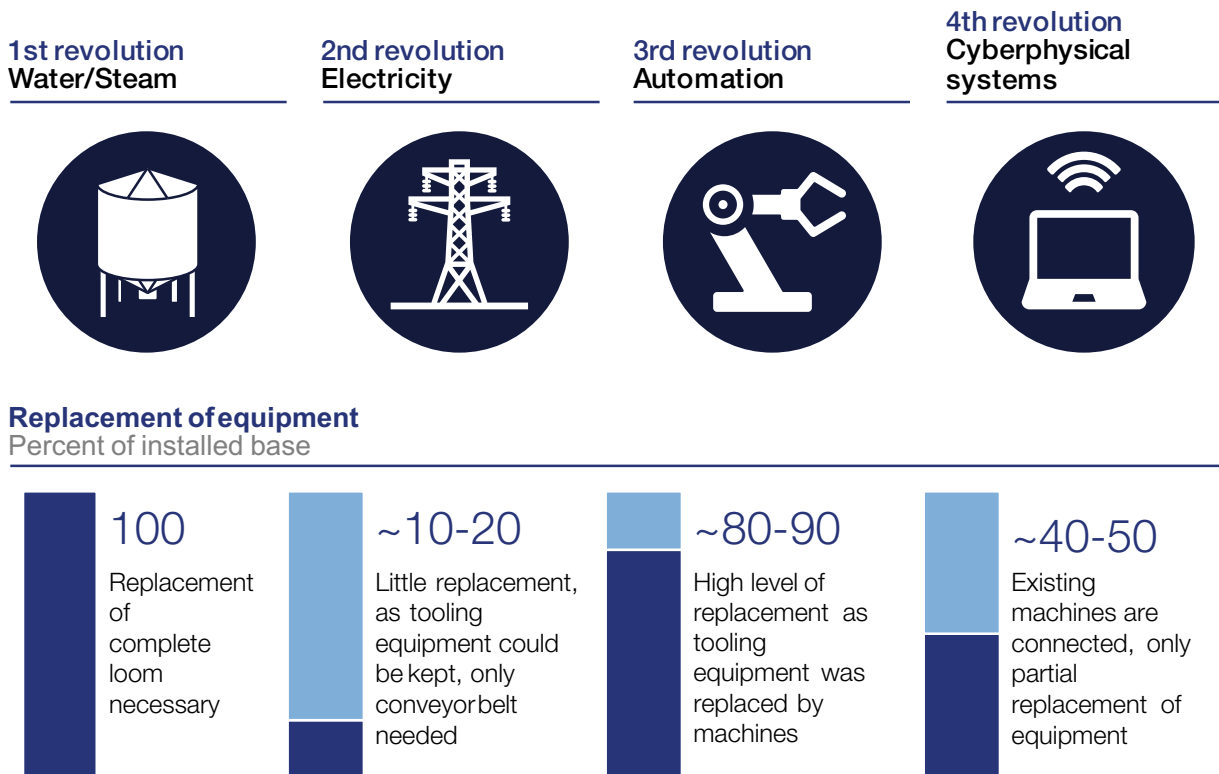 1st revolution
Water/Steam
2nd revolution
Electricity
3rd revolution
Automation
4th revolution
Cyberphysical
systems
Replacement of equipment
Percent of installed base
100
Replacement
of
complete
loom
necessary
~10-20
Little replacement,
as tooling
equipment could
be kept, only
conveyor belt
needed
~80-90
High level of
replacement as
tooling
equipment was
replaced by
machines
~40-50
Existing
machines are
connected, only
partial
replacement of
equipment